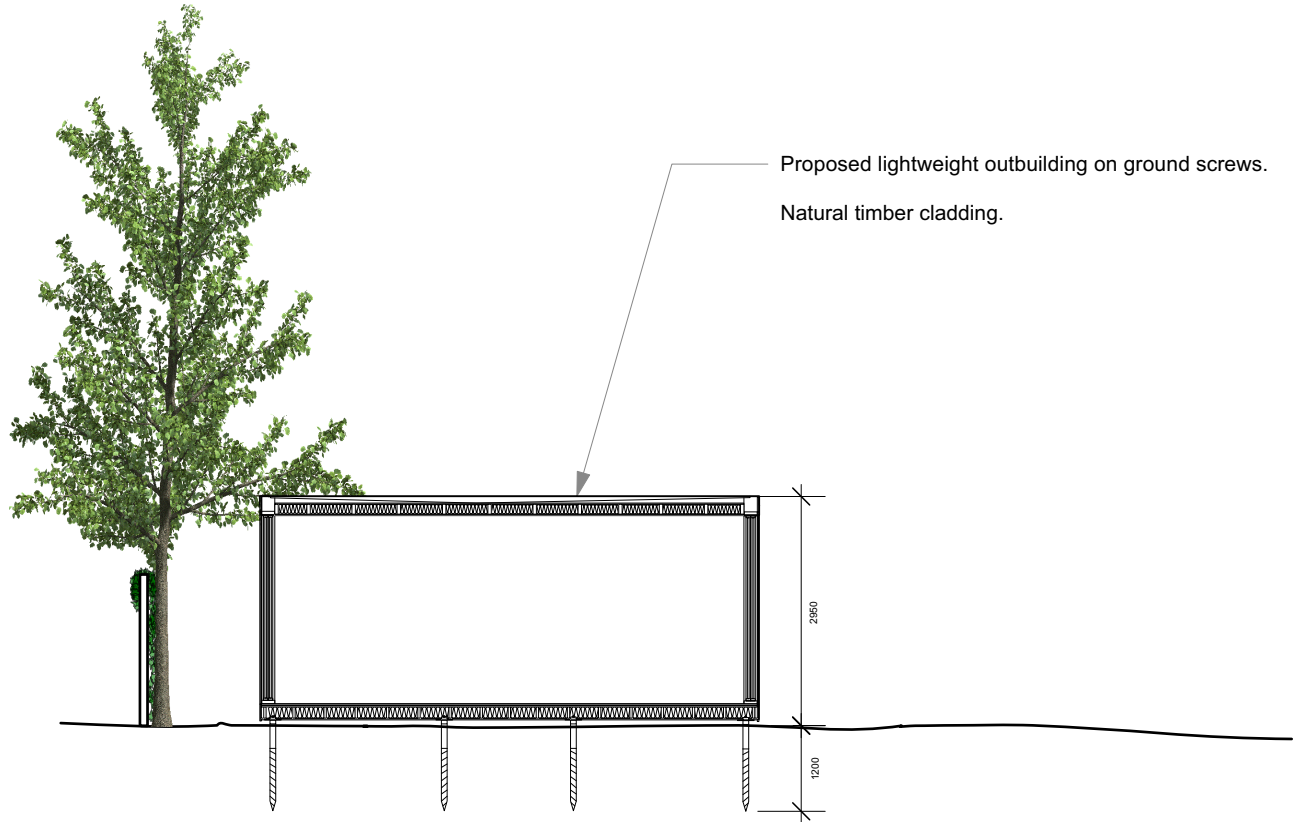 Proposed lightweight outbuilding on ground screws.
Natural timber cladding.
2950
1200